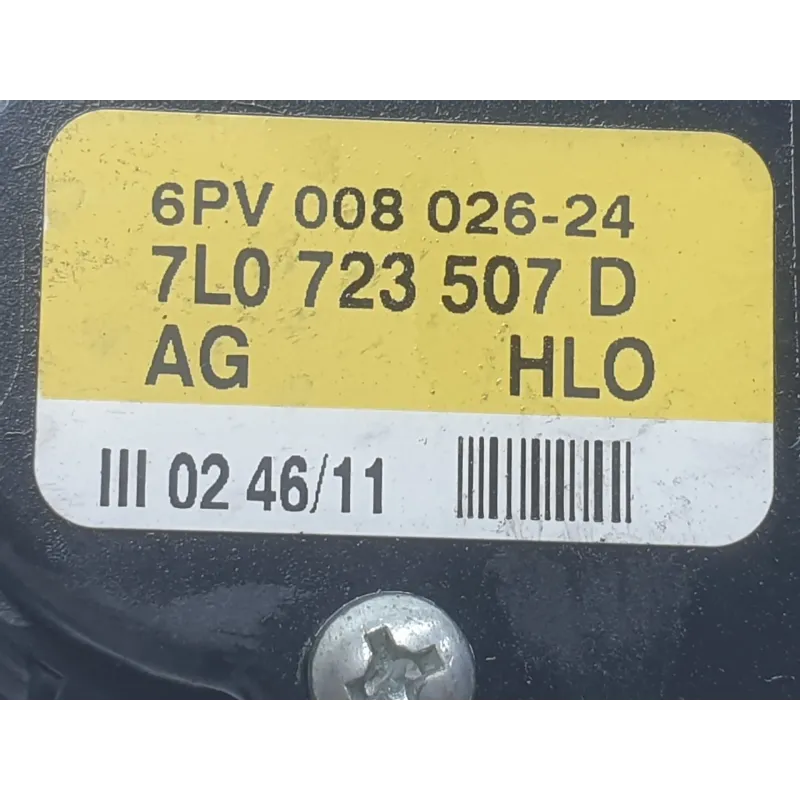 6PV 008 026-24
7L0 723 507 D
AG HLO
III 02 46/11